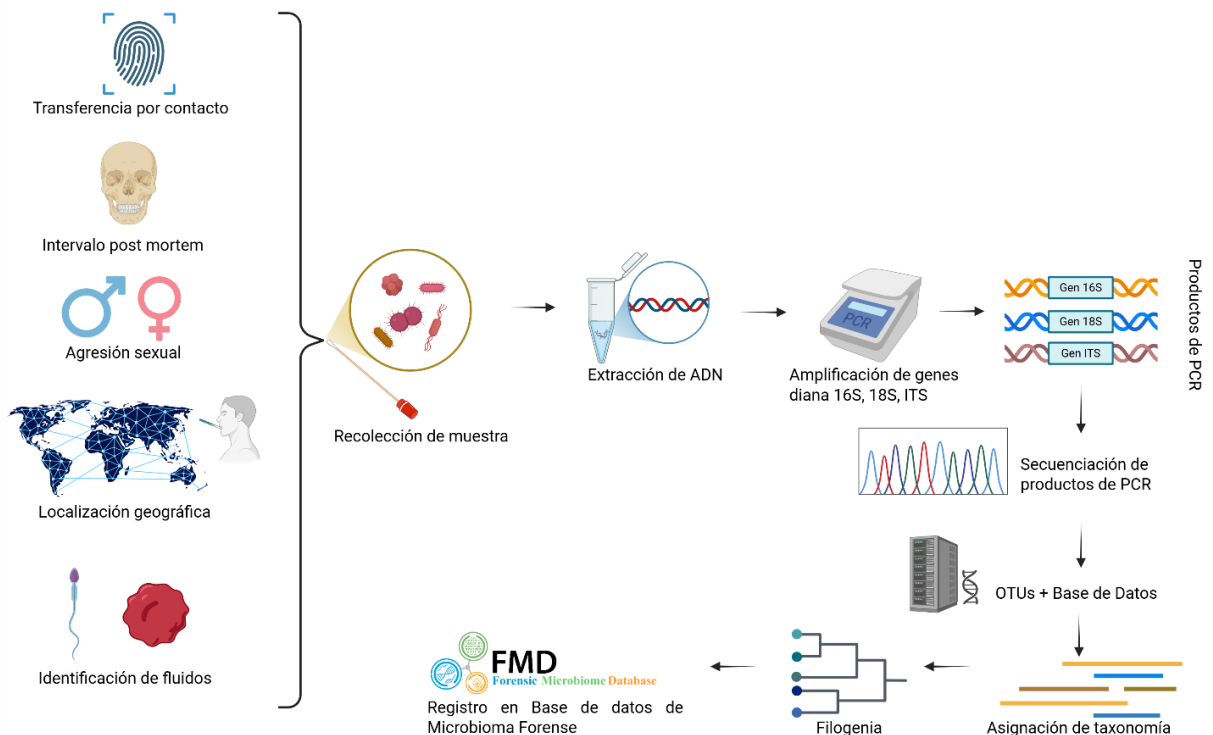 Transferencia por contacto
Intervalo post mortem
Agresión sexual
Localización geográfica
Identificación de fluidos
Recolección de muestra
Extracción de ADN
PCR
Amplificación de genes
diana 16S, 18S, ITS
Gen 16S
Gen 18S
Gen ITS
Productos de PCR
Secuenciación de
productos de PCR
OTUs + Base de Datos
Asignación de taxonomía
Filogenia
FMD
Forensic Microbiome Database
Registro en Base de datos de
Microbioma Forense